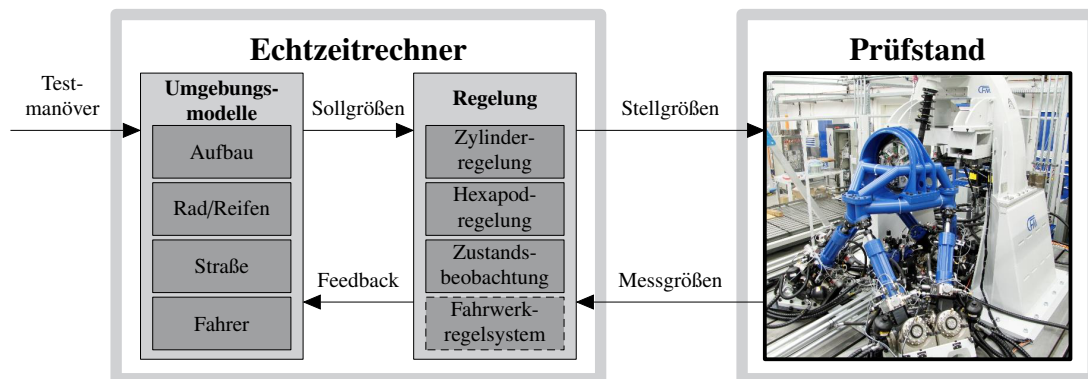 Echtzeitrechner
Prüfstand
Test-
manöver
Umgebungs-
modelle
Aufbau
Rad/Reifen
Straße
Fahrer
Sollgrößen
Feedback
Regelung
Zylinder-
regelung
Hexapod-
regelung
Zustands-
beobachtung
Fahrwerk-
regelsystem
Stellgrößen
Messgrößen